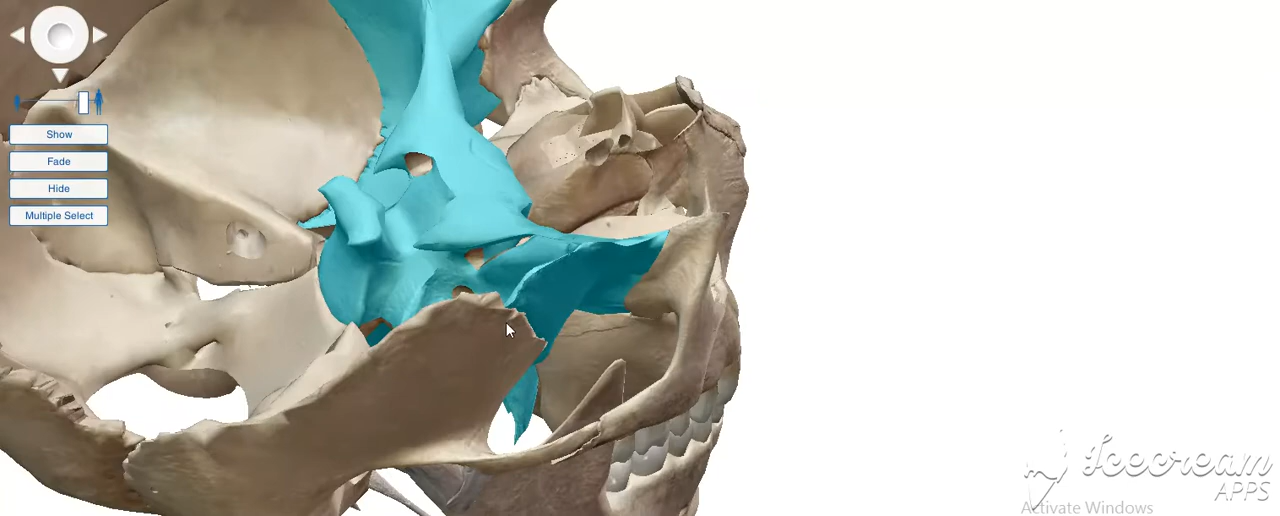 Show
Fade
Hide
Multiple Select
Icecream
APPS
Activate Windows